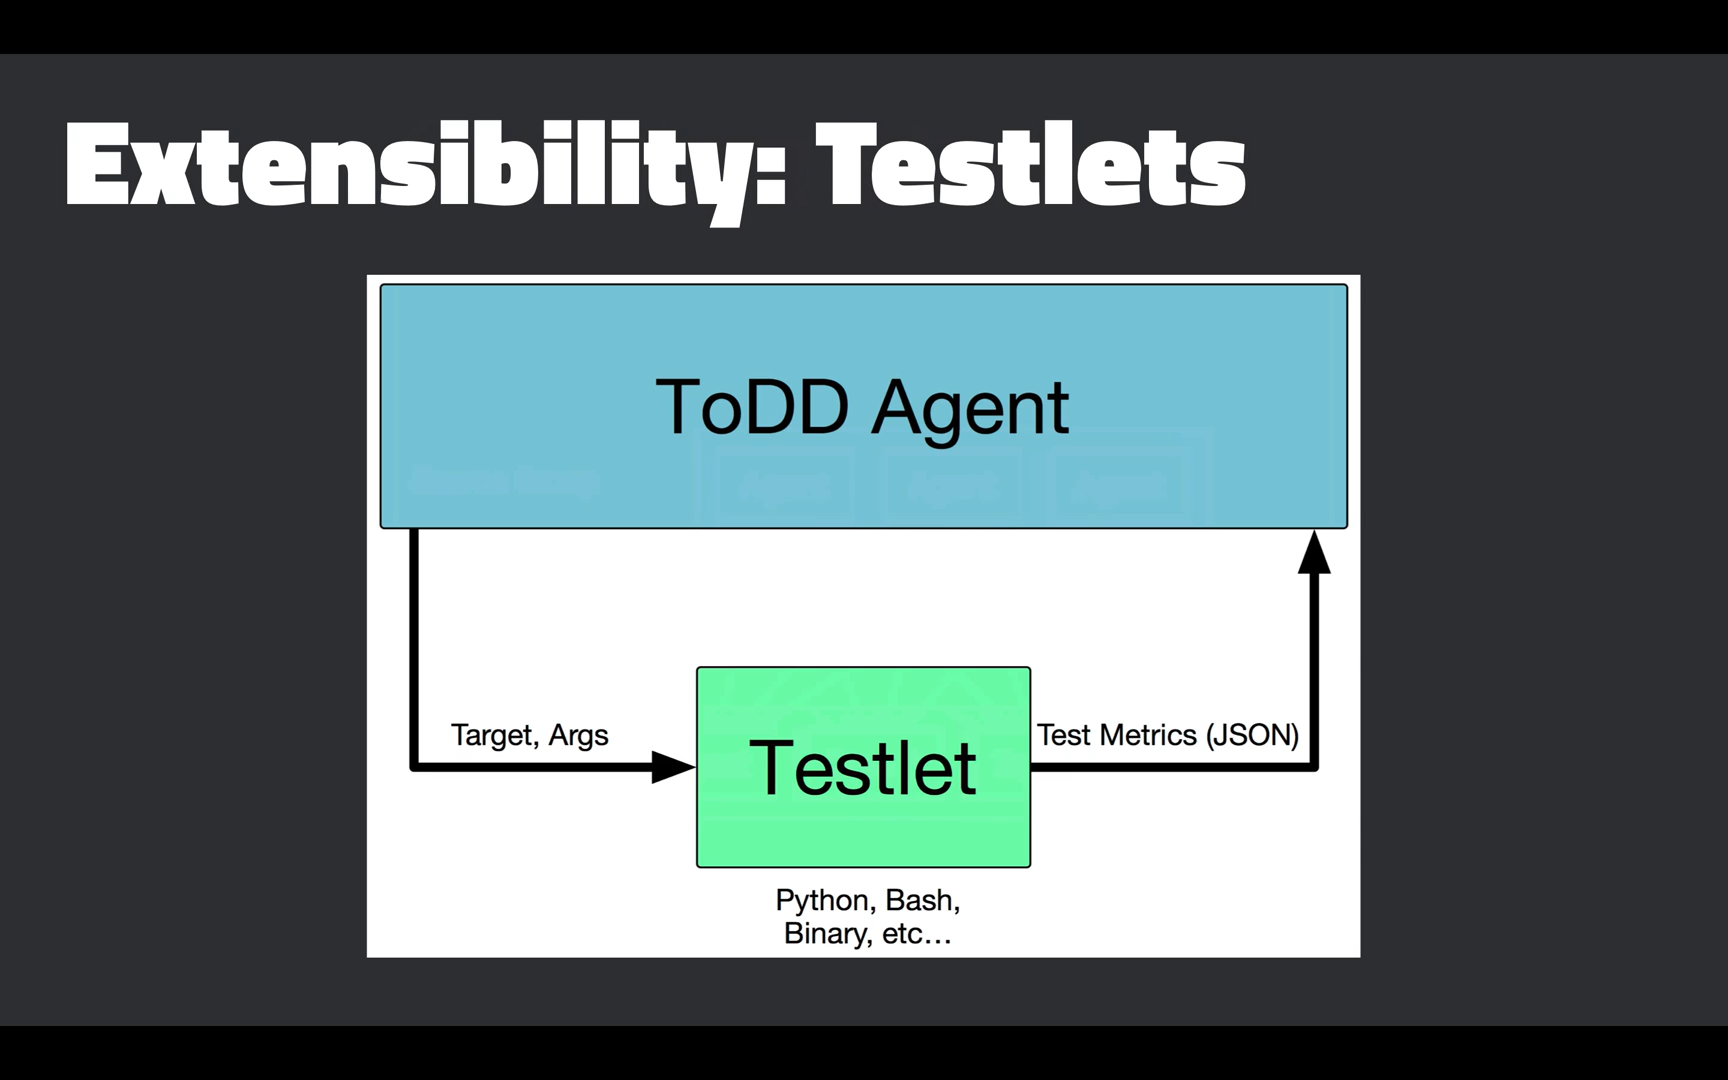 Extensibility: Testlets
ToDD Agent
Target, Args
Testlet
Test Metrics (JSON)
Python, Bash,
Binary, etc...